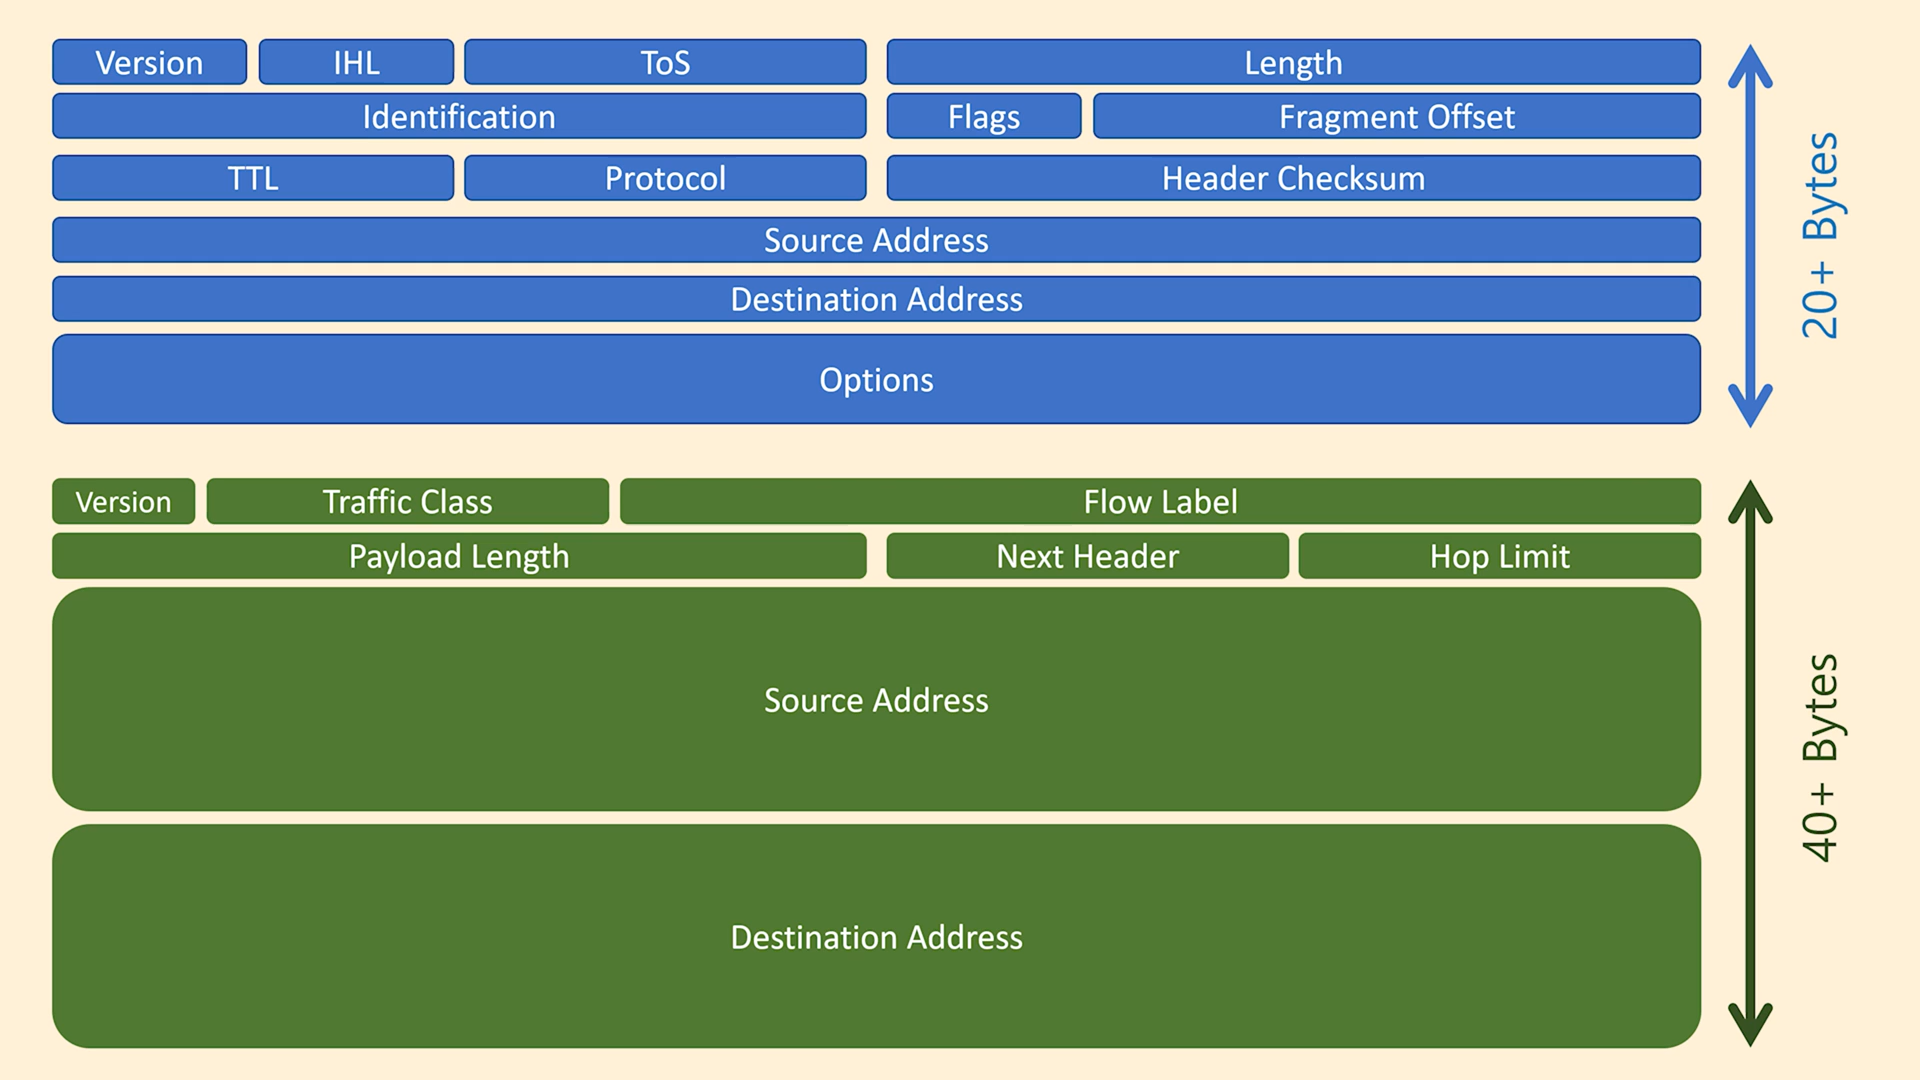 Version IHL ToS Length
Identification Flags Fragment Offset
TTL Protocol Header Checksum
Source Address
Destination Address
Options
20+ Bytes
Version Traffic Class Flow Label
Payload Length Next Header Hop Limit
Source Address
Destination Address
40+ Bytes